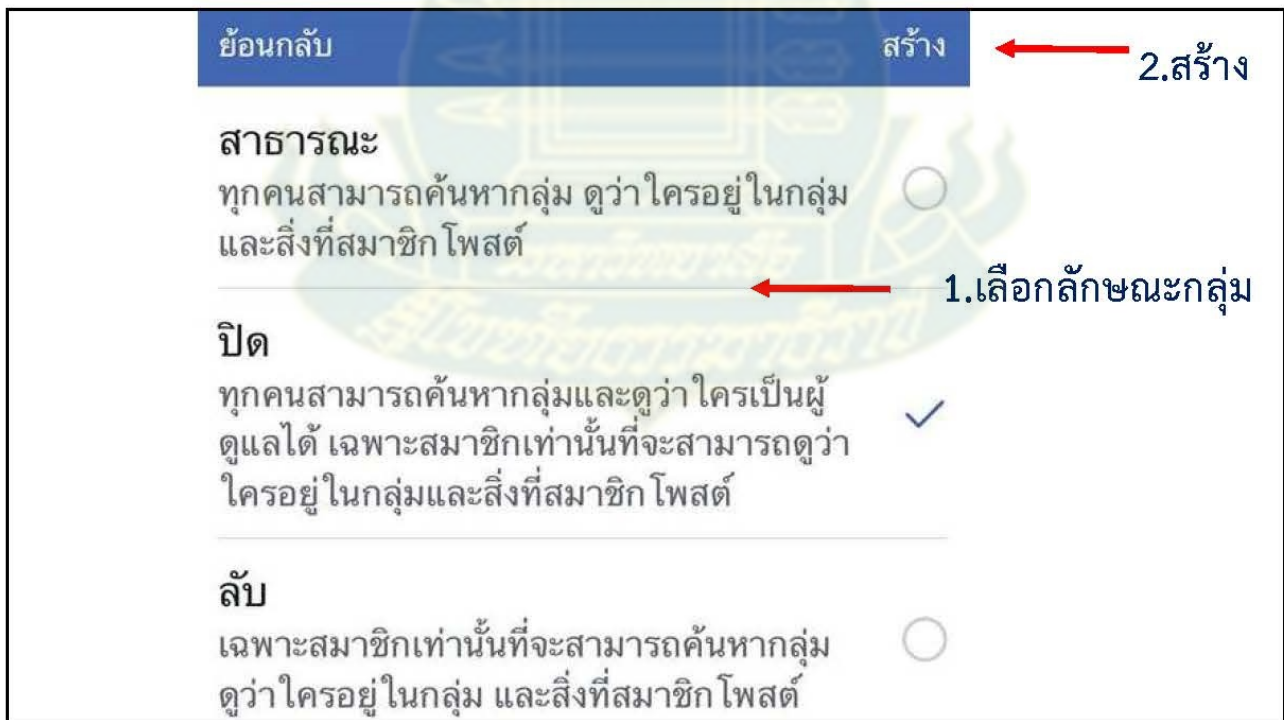 ย้อนกลับ สร้าง
2.สร้าง
สาธารณะ
ทุกคนสามารถค้นหากลุ่ม ดูว่าใครอยู่ในกลุ่ม
และสิ่งที่สมาชิกโพสต์
1.เลือกลักษณะกลุ่ม
ปิด
ทุกคนสามารถค้นหากลุ่มและดูว่าใครเป็นผู้
ดูแลได้ เฉพาะสมาชิกเท่านั้นที่จะสามารถดูว่า
ใครอยู่ในกลุ่มและสิ่งที่สมาชิกโพสต์
ลับ
เฉพาะสมาชิกเท่านั้นที่จะสามารถค้นหากลุ่ม
ดูว่าใครอยู่ในกลุ่ม และสิ่งที่สมาชิกโพสต์